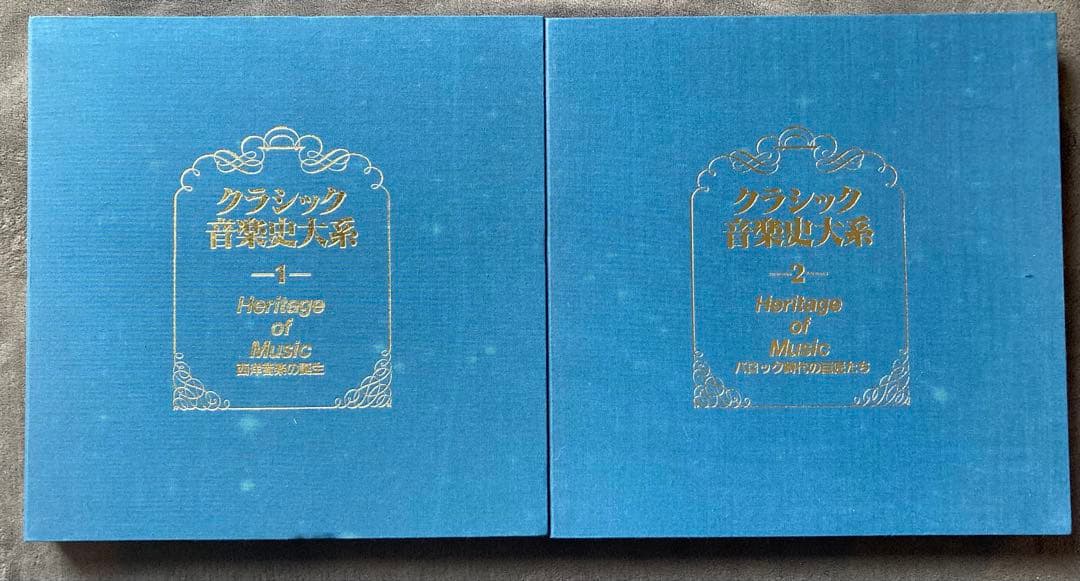 クラシック
音楽史大系
—1—
Heritage
of
Music
西洋音楽の誕生
クラシック
音楽史大系
—2—
Heritage
of
Music
バロック時代の巨匠たち